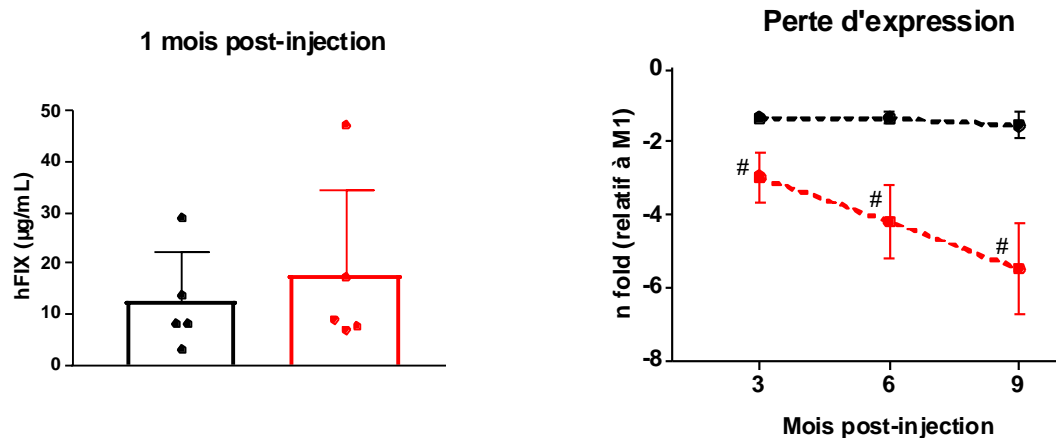 1 mois post-injection
hFIX (µg/mL)
50
40
30
20
10
0
Perte d'expression
n fold (relatif à M1)
0
-2
-4
-6
-8
#
#
#
3 6 9
Mois post-injection